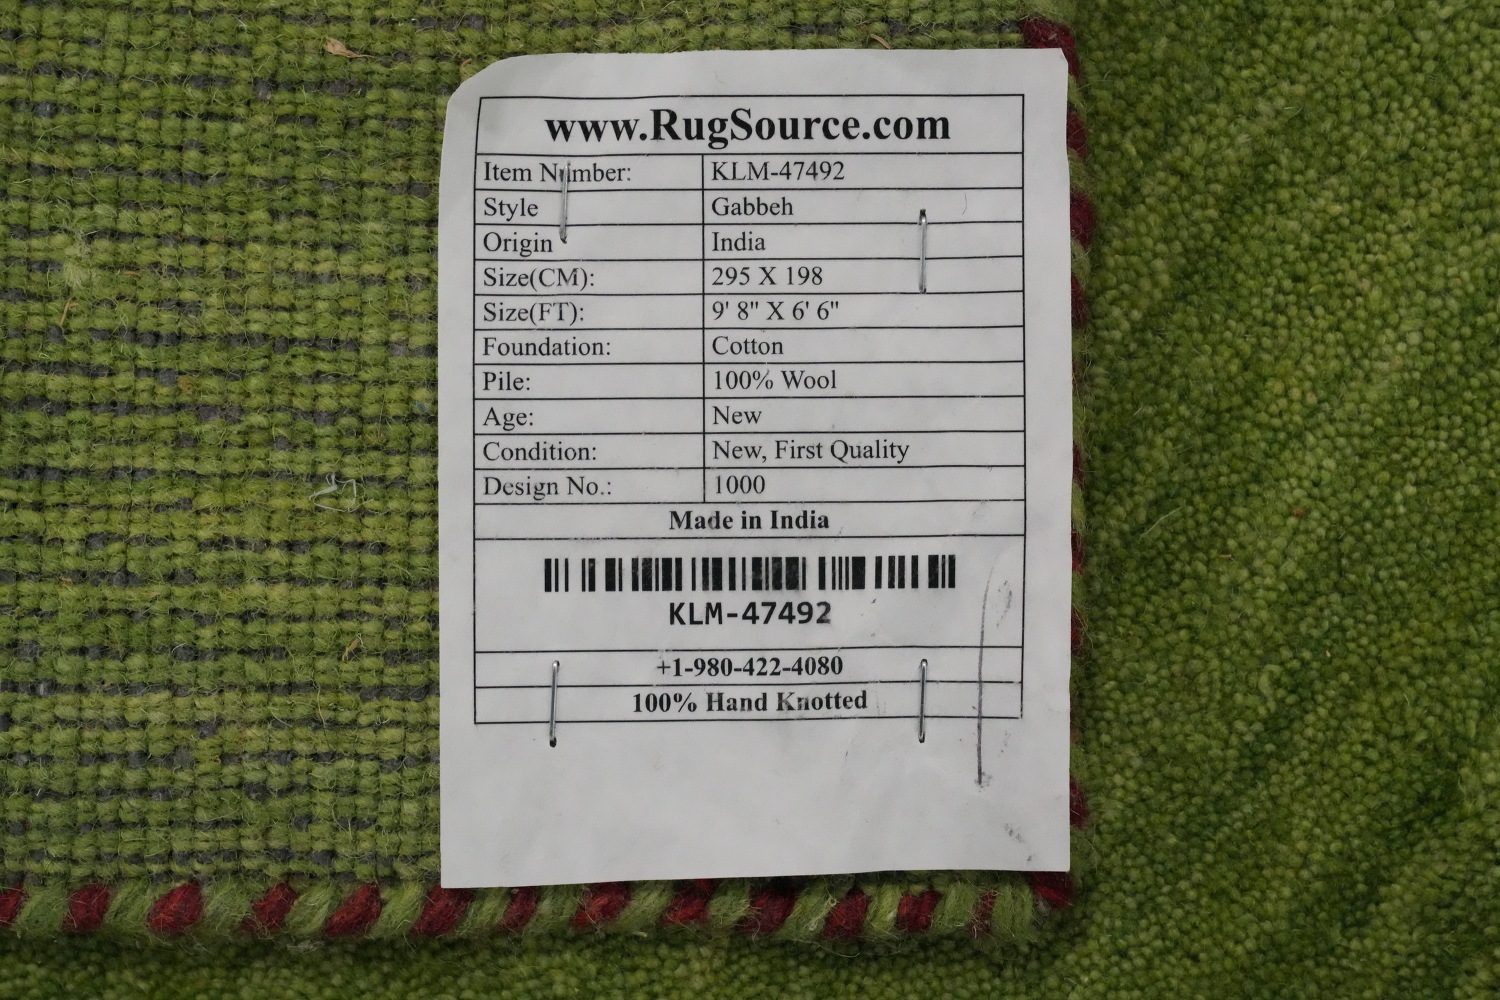 www.RugSource.com
Item Number: KLM-47492
Style Gabbeh
Origin India
Size(CM): 295 X 198
Size(FT): 9' 8" X 6' 6"
Foundation: Cotton
Pile: 100% Wool
Age: New
Condition: New, First Quality
Design No.: 1000
Made in India
KLM-47492
+1-980-422-4080
100% Hand Knotted